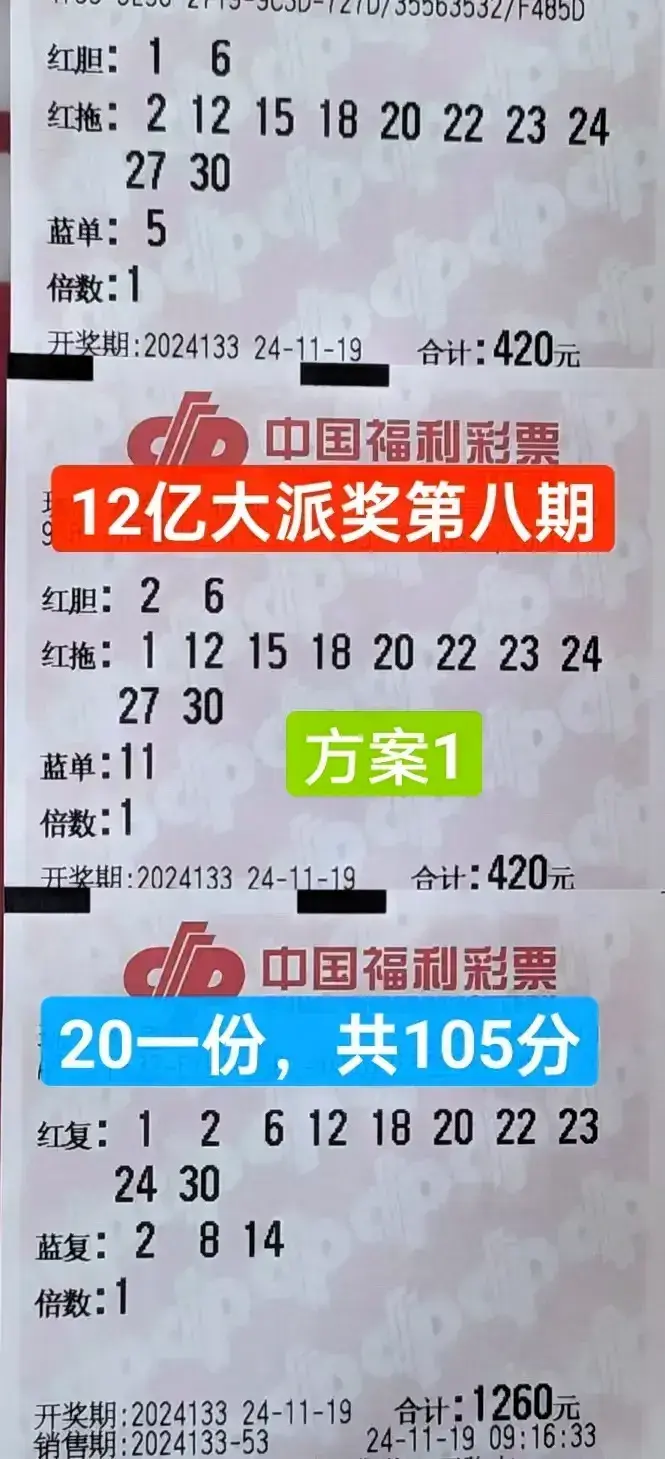 红胆: 1 6
红拖: 2 12 15 18 20 22 23 24
27 30
蓝单: 5
倍数:1
开奖期:2024133 24-11-19 合计:420元
中国福利彩票
12亿大派奖第八期
红胆: 2 6
红拖: 1 12 15 18 20 22 23 24
27 30
蓝单:11
方案1
倍数:1
开奖期:2024133 24-11-19 合计:420元
中国福利彩票
20一份，共105分
红复: 1 2 6 12 18 20 22 23
24 30
蓝复: 2 8 14
倍数:1
开奖期:2024133 24-11-19 合计:1260元
销售期:2024133-53 24-11-19 09:16:33